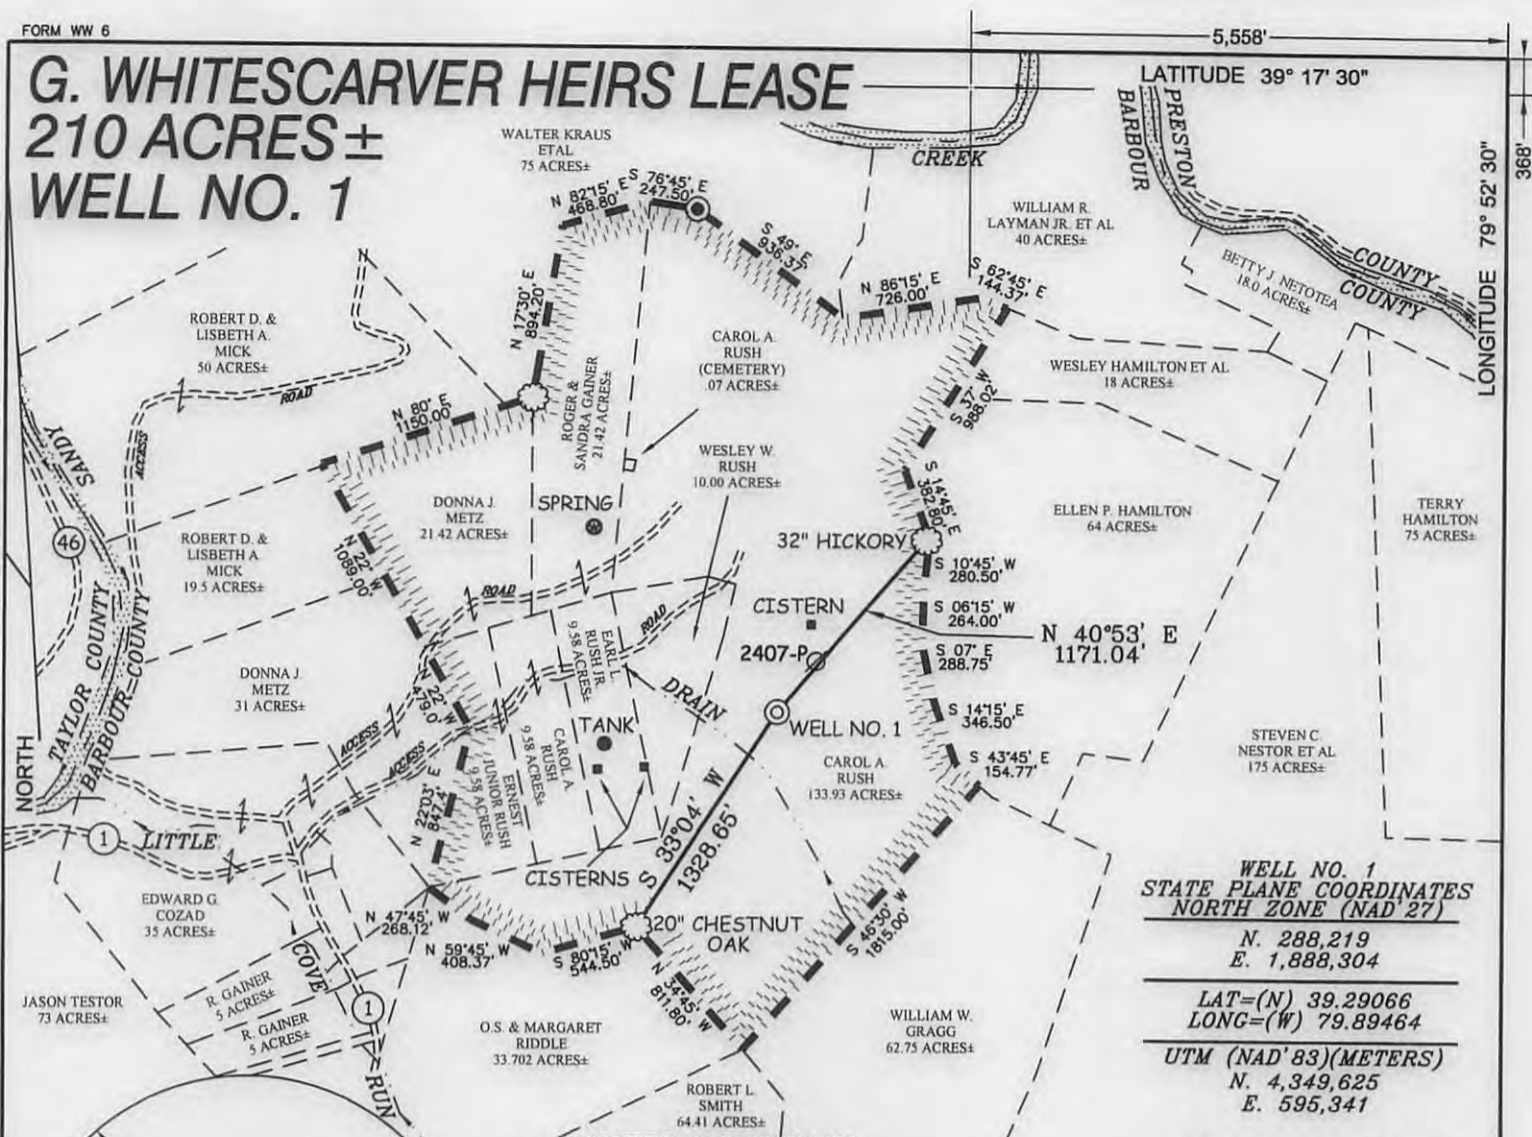 FORM WW 6
5,558'
G. WHITESCARVER HEIRS LEASE
210 ACRES±
WELL NO. 1
LATITUDE 39° 17' 30"
368'
LONGITUDE 79° 52' 30"
WALTER KRAUS
ETAL
75 ACRES±
CREEK
PRESTON
BARBOUR
COUNTY
COUNTY
N 82°15' E
468.80'
S 76°45' E
247.50'
S 49° E
936.37'
N 86°15' E
726.00'
S 62°45' E
144.37'
WILLIAM R.
LAYMAN JR. ET AL
40 ACRES±
BETTY J. NETOTEA
18.0 ACRES±
N 17°30' E
894.20'
ROBERT D. &
LISBETH A.
MICK
50 ACRES±
CAROL A.
RUSH
(CEMETERY)
.07 ACRES±
WESLEY HAMILTON ET AL
18 ACRES±
ROGER &
SANDRA GAINER
21.42 ACRES±
S 37° W
988.02'
ROAD
ACCESS
N 80° E
1150.00'
SANDY
46
WESLEY W.
RUSH
10.00 ACRES±
S 14°45' E
382.80'
DONNA J.
METZ
21.42 ACRES±
SPRING
W
ELLEN P. HAMILTON
64 ACRES±
TERRY
HAMILTON
75 ACRES±
ROBERT D. &
LISBETH A.
MICK
19.5 ACRES±
N 22° W
1089.00'
32" HICKORY
S 10°45' W
280.50'
ROAD
ROAD
CISTERN
S 06°15' W
264.00'
N 40°53' E
1171.04'
2407-P
S 07° E
288.75'
EARL L.
RUSH JR.
9.58 ACRES±
TAYLOR COUNTY
BARBOUR COUNTY
DONNA J.
METZ
31 ACRES±
N 22° W
479.0'
DRAIN
WELL NO. 1
S 14°15' E
346.50'
NORTH
ACCESS
ACCESS
TANK
CAROL A.
RUSH
9.58 ACRES±
ERNEST
JUNIOR RUSH
9.58 ACRES±
CAROL A.
RUSH
133.93 ACRES±
S 43°45' E
154.77'
STEVEN C.
NESTOR ET AL
175 ACRES±
N 22°03' E
847.4'
S 33°04' W
1328.65'
1
LITTLE
CISTERNS
EDWARD G.
COZAD
35 ACRES±
N 47°45' W
268.12'
N 59°45' W
408.37'
S 80°15' W
544.50'
20" CHESTNUT
OAK
S 46°30' W
1815.00'
WELL NO. 1
STATE PLANE COORDINATES
NORTH ZONE (NAD'27)
N. 288,219
E. 1,888,304
LAT=(N) 39.29066
LONG=(W) 79.89464
UTM (NAD'83)(METERS)
N. 4,349,625
E. 595,341
COVE
R. GAINER
5 ACRES±
R. GAINER
5 ACRES±
JASON TESTOR
73 ACRES±
1
RUN
O.S. & MARGARET
RIDDLE
33.702 ACRES±
N 34°45' W
811.80'
WILLIAM W.
GRAGG
62.75 ACRES±
ROBERT L.
SMITH
64.41 ACRES±